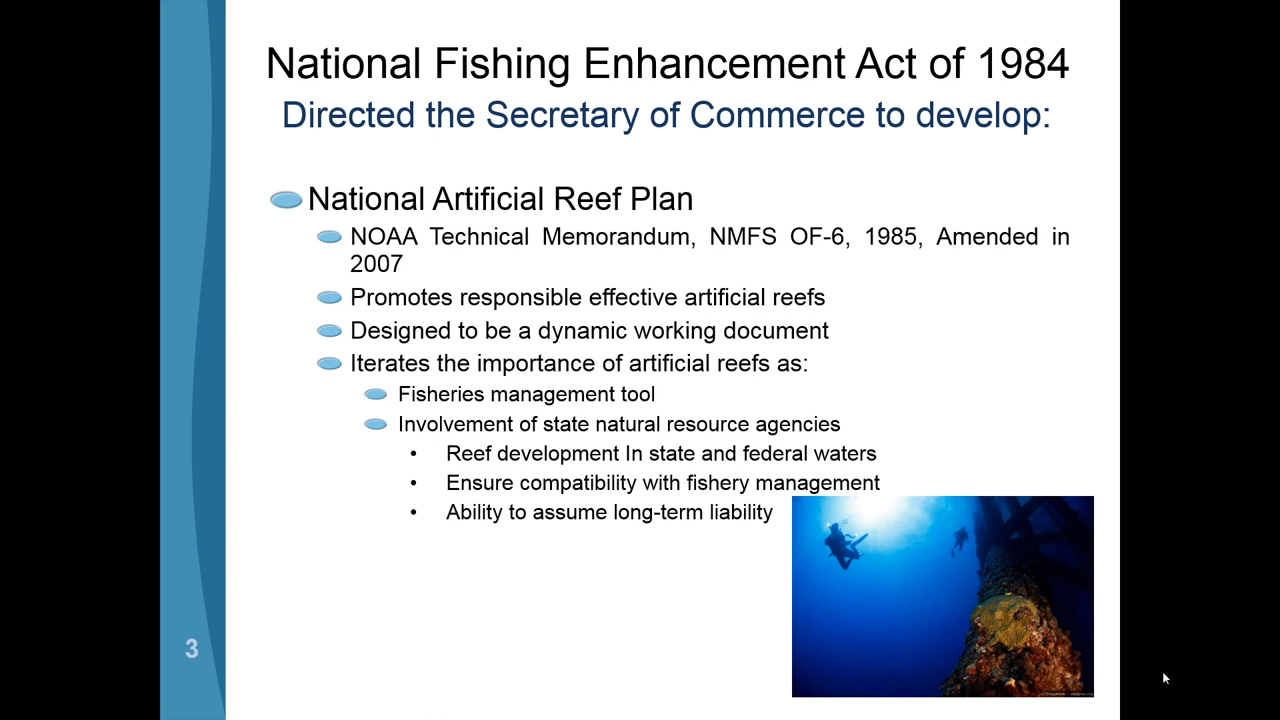 National Fishing Enhancement Act of 1984
Directed the Secretary of Commerce to develop:
National Artificial Reef Plan
NOAA Technical Memorandum, NMFS OF-6, 1985, Amended in
2007
Promotes responsible effective artificial reefs
Designed to be a dynamic working document
Iterates the importance of artificial reefs as:
Fisheries management tool
Involvement of state natural resource agencies
• Reef development In state and federal waters
• Ensure compatibility with fishery management
• Ability to assume long-term liability
3